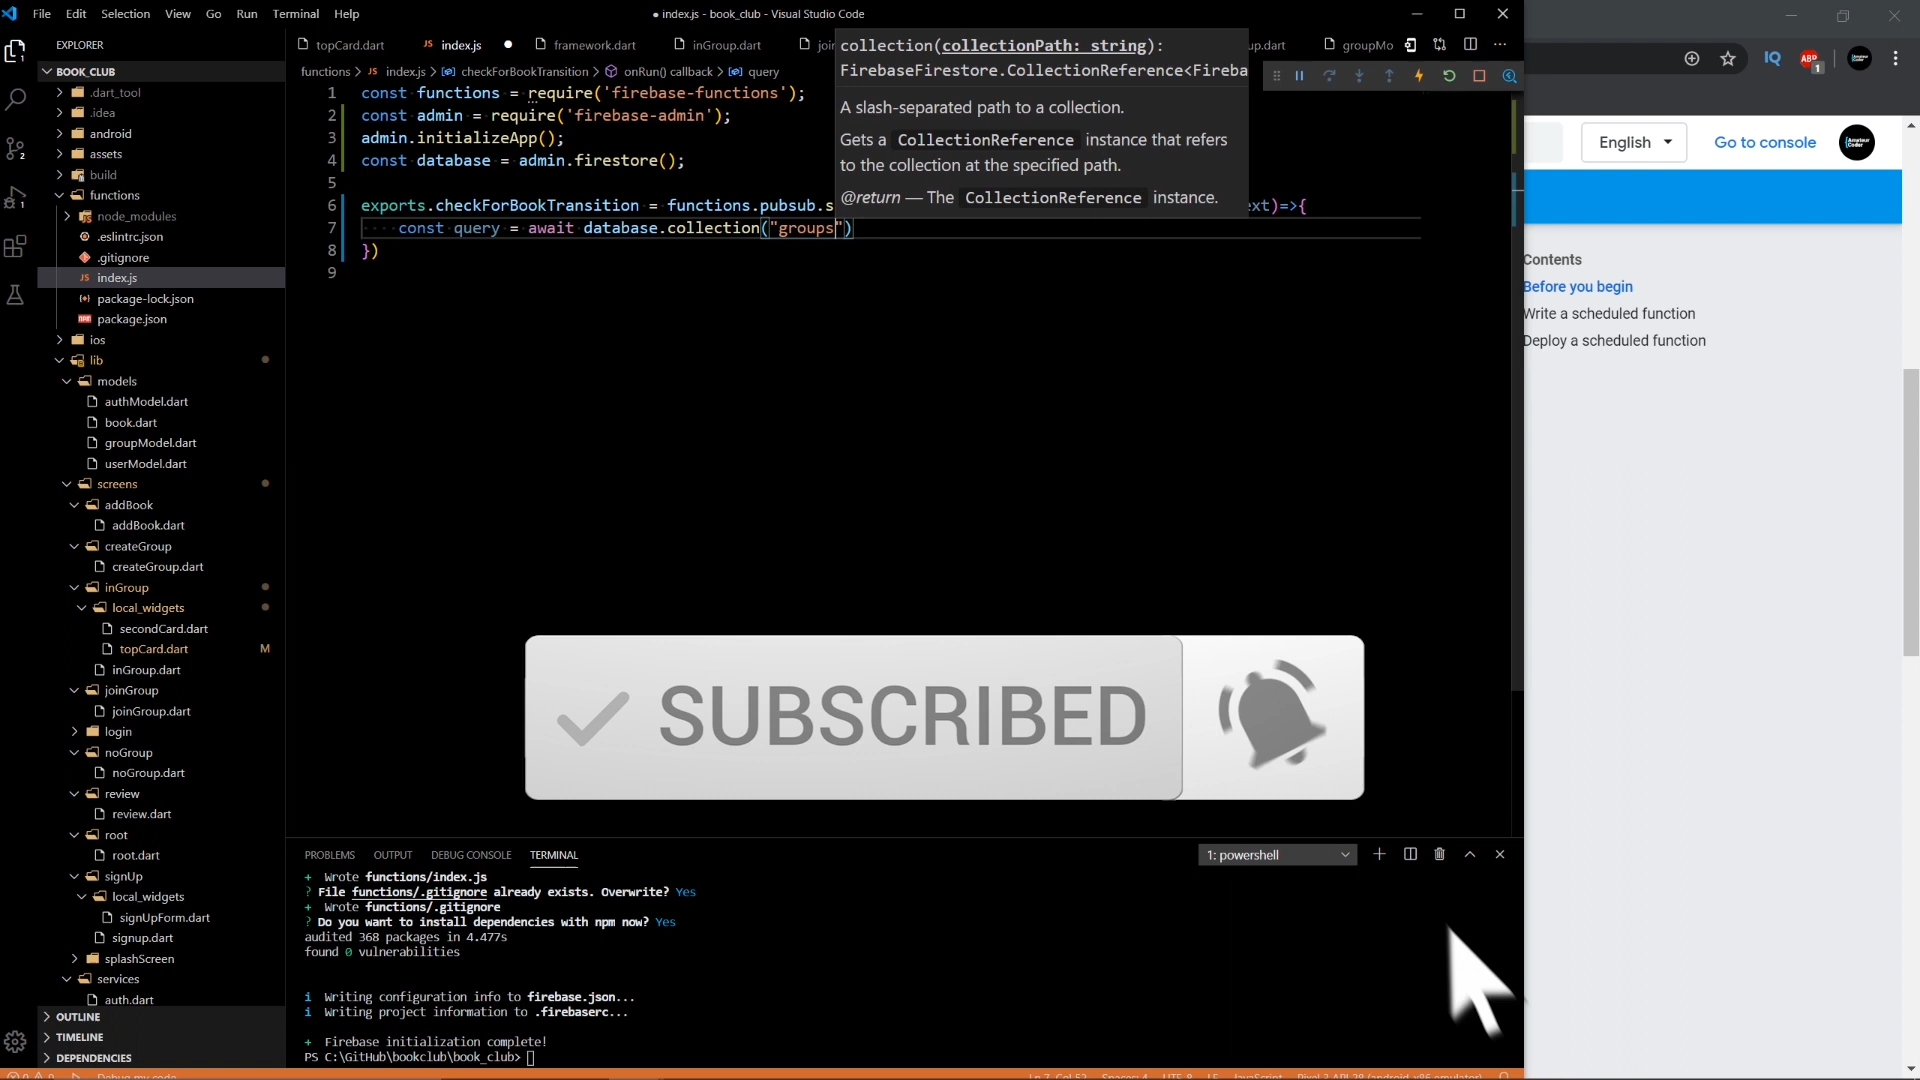 File Edit Selection View Go Run Terminal Help
● index.js - book_club - Visual Studio Code
EXPLORER
topCard.dart
JS index.js
framework.dart
inGroup.dart
up.dart
groupMo
BOOK_CLUB
.dart_tool
.idea
android
assets
build
functions
node_modules
.eslintrc.json
.gitignore
JS index.js
package-lock.json
package.json
ios
lib
models
authModel.dart
book.dart
groupModel.dart
userModel.dart
screens
addBook
addBook.dart
createGroup
createGroup.dart
inGroup
local_widgets
secondCard.dart
topCard.dart M
inGroup.dart
joinGroup
joinGroup.dart
login
noGroup
noGroup.dart
review
review.dart
root
root.dart
signUp
local_widgets
signUpForm.dart
signup.dart
splashScreen
services
auth.dart
OUTLINE
TIMELINE
DEPENDENCIES
functions > JS index.js > checkForBookTransition > onRun() callback > query
1 const functions = require('firebase-functions');
2 const admin = require('firebase-admin');
3 admin.initializeApp();
4 const database = admin.firestore();
5
6 exports.checkForBookTransition = functions.pubsub.s
xt)=>{
7 const query = await database.collection("groups")
8 })
9
collection(collectionPath: string):
FirebaseFirestore.CollectionReference<Fireba
A slash-separated path to a collection.
Gets a CollectionReference instance that refers
to the collection at the specified path.
@return — The CollectionReference instance.
SUBSCRIBED
PROBLEMS OUTPUT DEBUG CONSOLE TERMINAL
1: powershell
+ Wrote functions/index.js
? File functions/.gitignore already exists. Overwrite? Yes
+ Wrote functions/.gitignore
? Do you want to install dependencies with npm now? Yes
audited 368 packages in 4.477s
found 0 vulnerabilities
i Writing configuration info to firebase.json...
i Writing project information to .firebaserc...
+ Firebase initialization complete!
PS C:\GitHub\bookclub\book_club>
IQ
ABP
1
English
Go to console
Contents
Before you begin
Write a scheduled function
Deploy a scheduled function